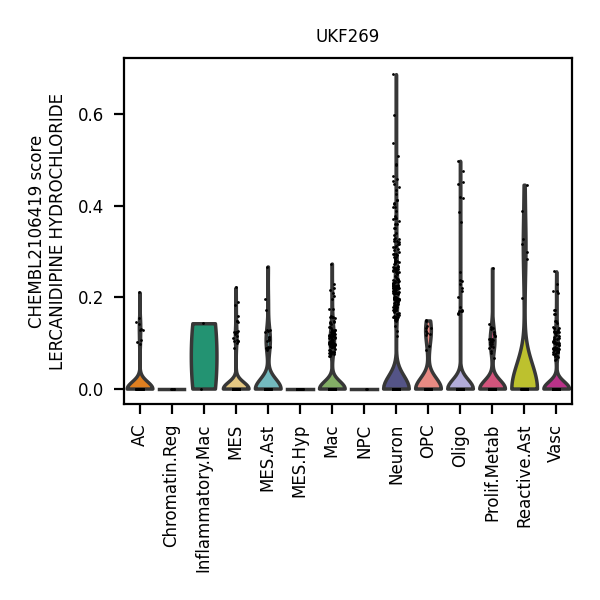 UKF269
CHEMBL2106419 score
LERCANIDIPINE HYDROCHLORIDE
0.6
0.4
0.2
0.0
AC
Chromatin.Reg
Inflammatory.Mac
MES
MES.Ast
MES.Hyp
Mac
NPC
Neuron
OPC
Oligo
Prolif.Metab
Reactive.Ast
Vasc